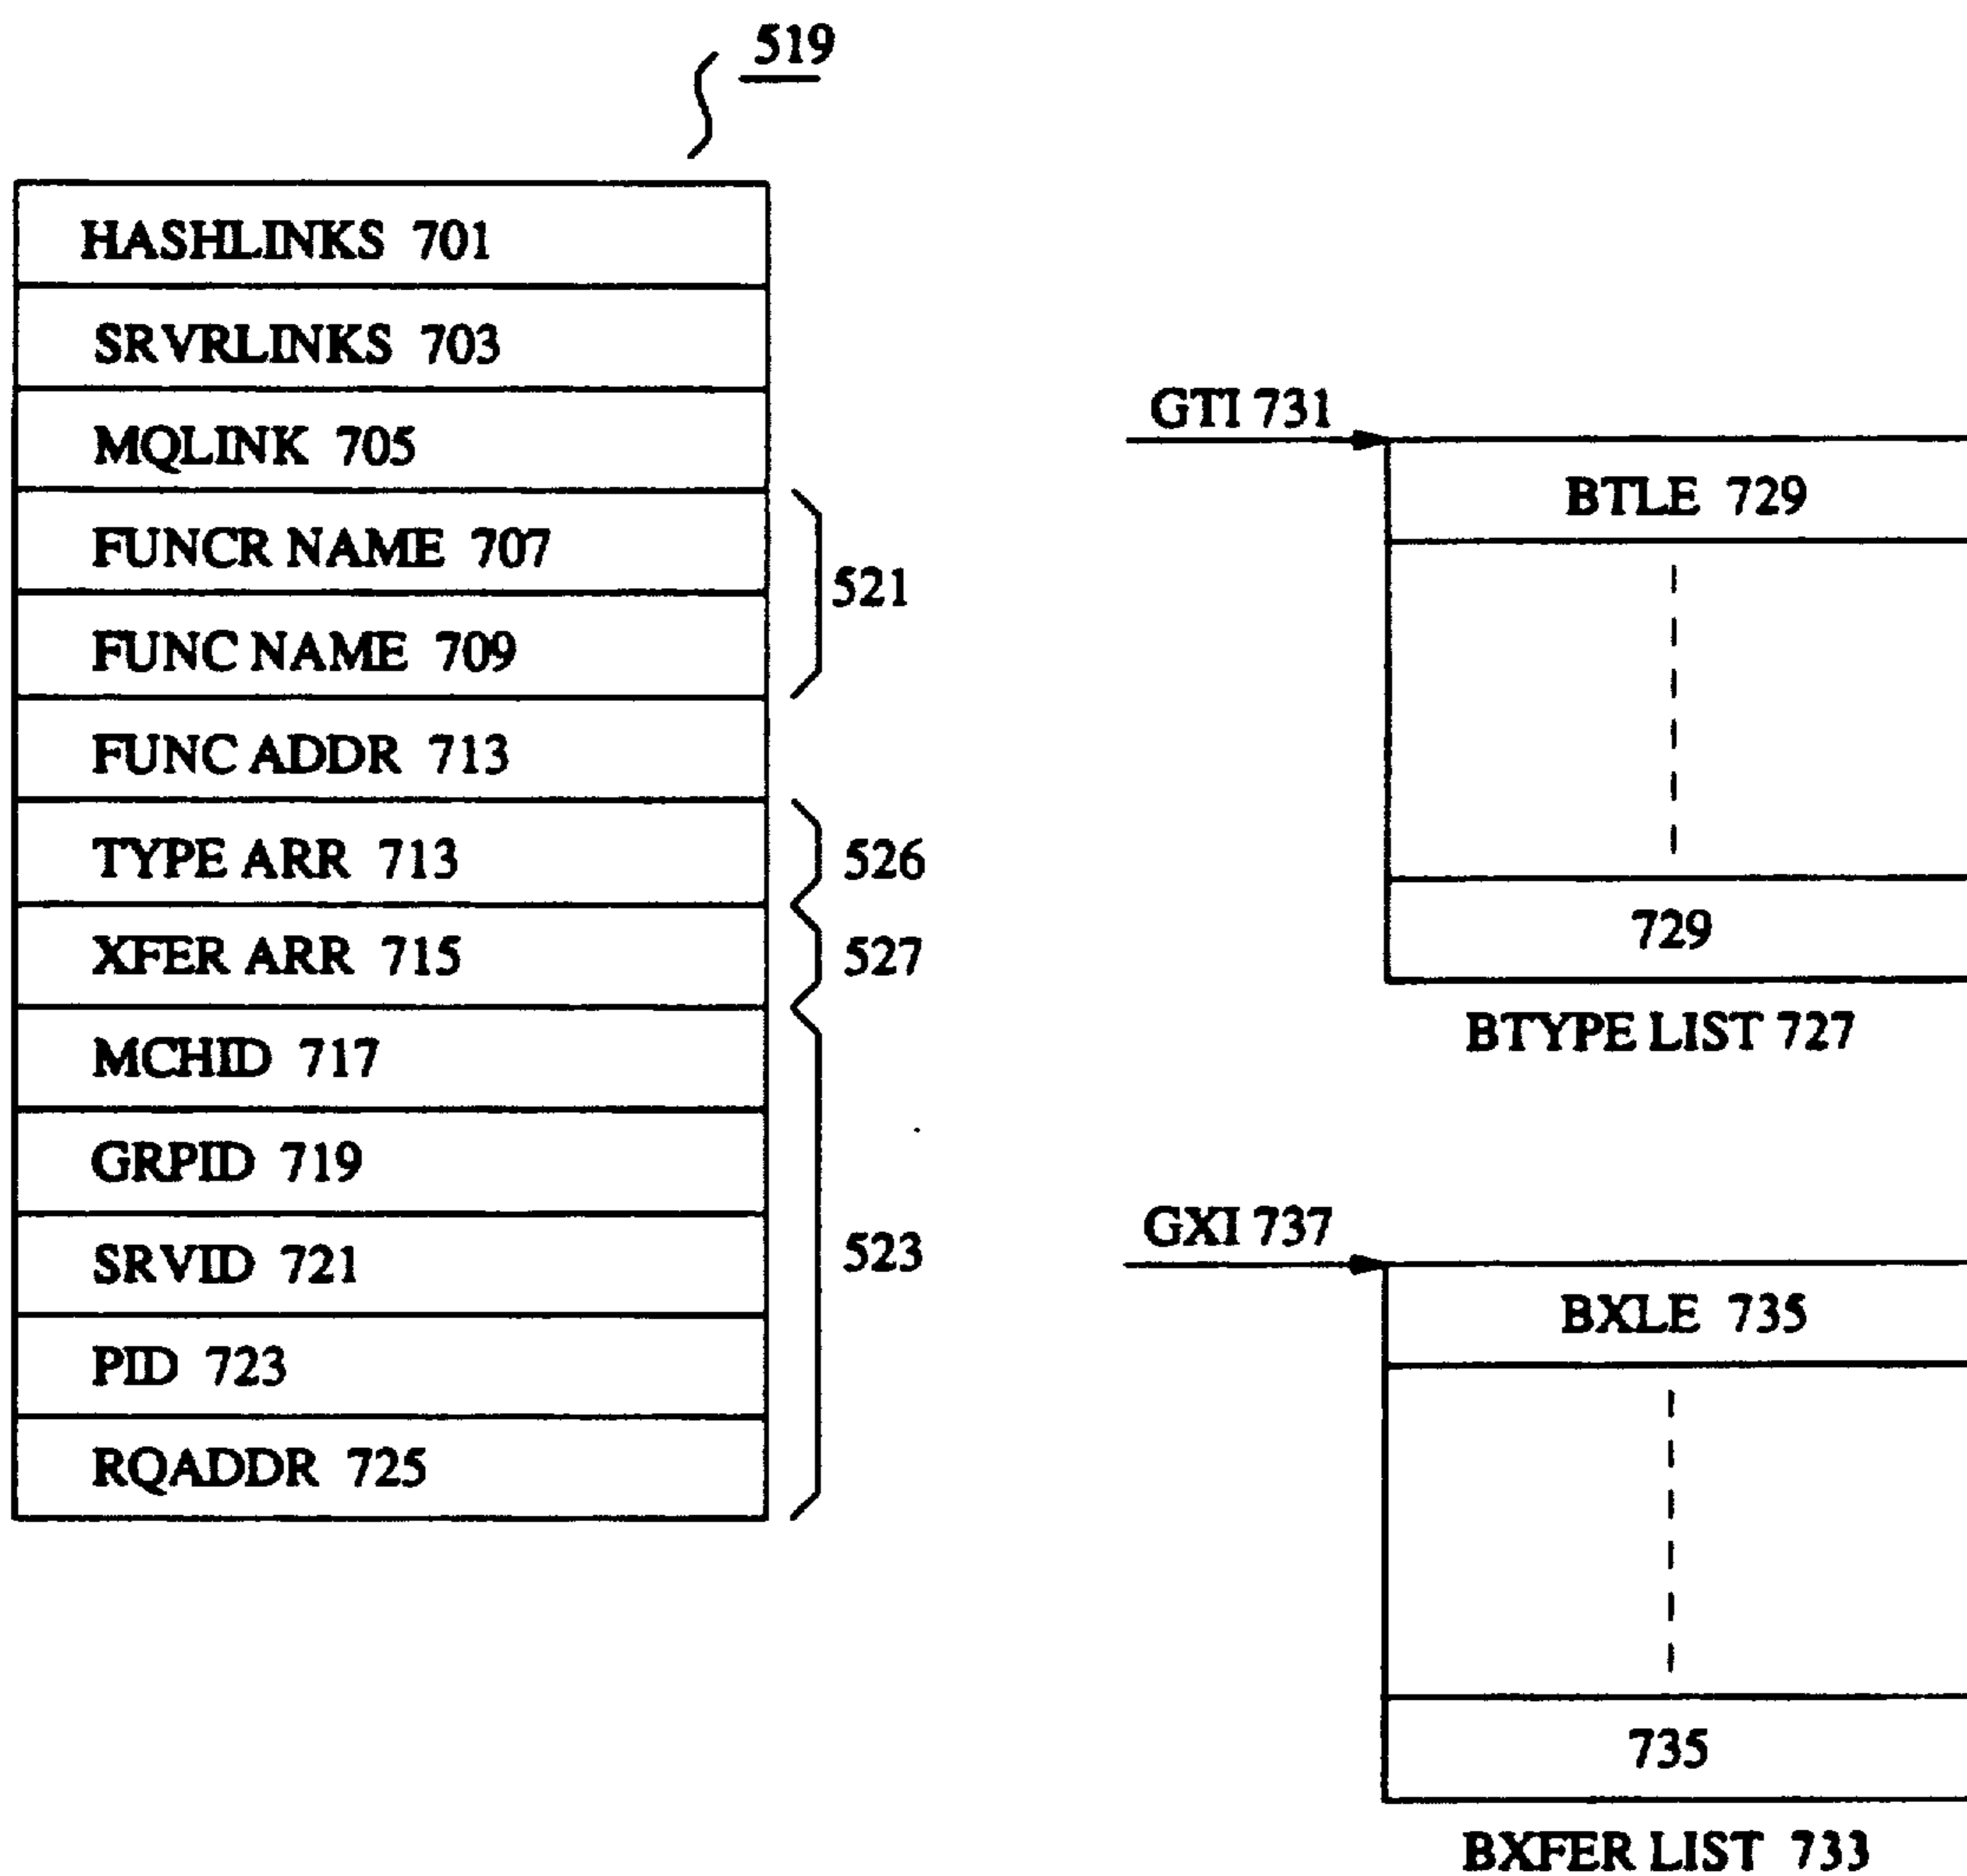 519
HASHLINKS 701
SRVRLINKS 703
MQLINK 705
FUNCR NAME 707
FUNC NAME 709
FUNC ADDR 713
TYPE ARR 713
XFER ARR 715
MCHID 717
GRPID 719
SRVID 721
PID 723
RQADDR 725
521
526
527
523
GTI 731
BTLE 729
729
BTYPE LIST 727
GXI 737
BXLE 735
735
BXFER LIST 733